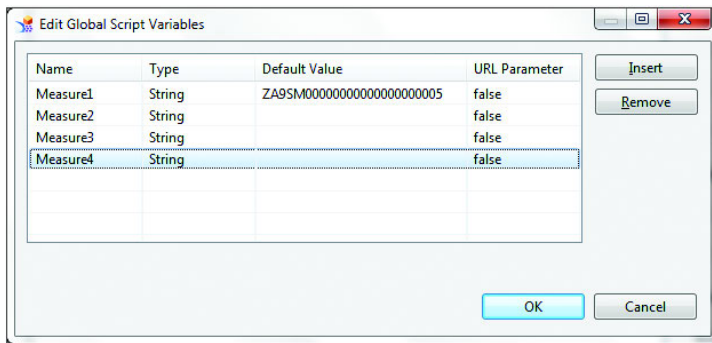 Edit Global Script Variables
Name Type Default Value URL Parameter
Measure1 String ZA9SM00000000000000000005 false
Measure2 String false
Measure3 String false
Measure4 String false
Insert
Remove
OK Cancel